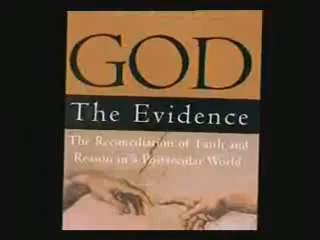 GOD
The Evidence
The Reconciliation of Faith and
Reason in a Postsecular World